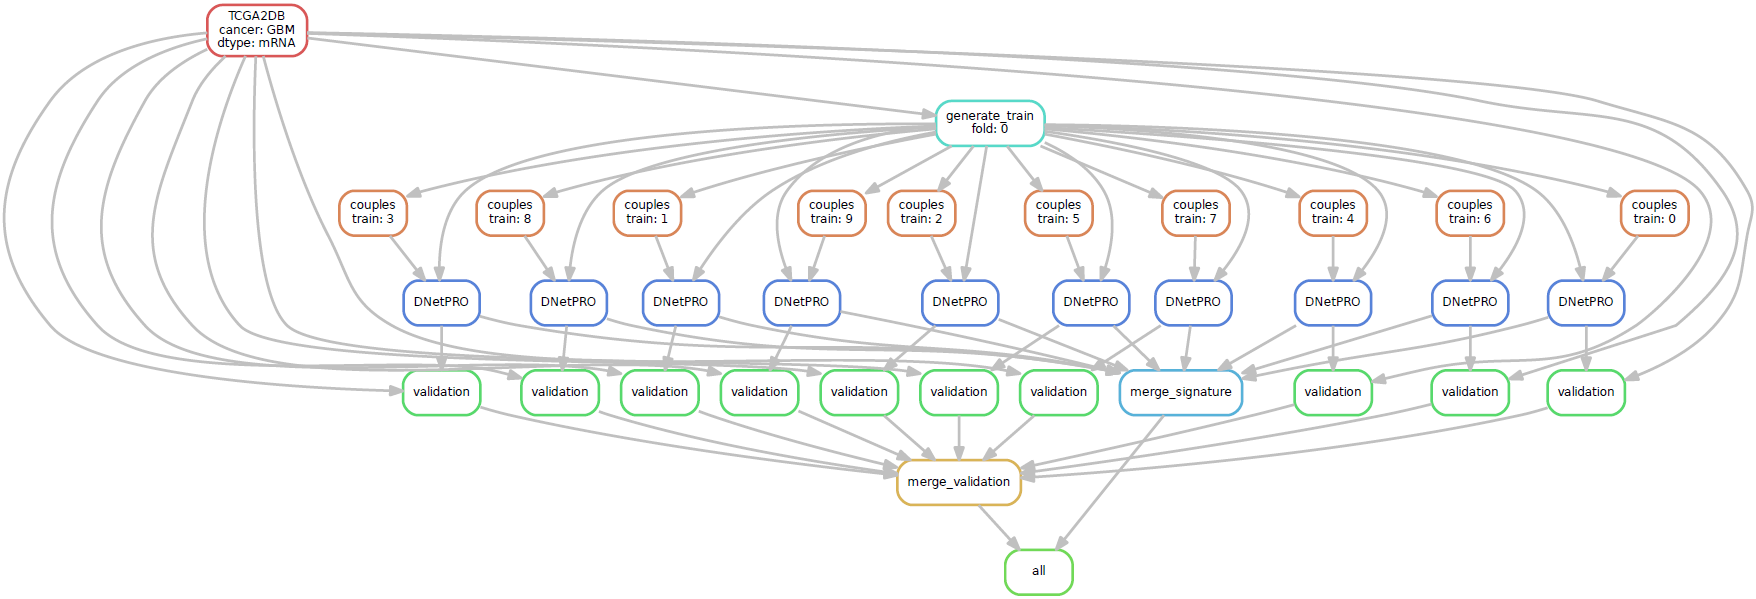 TCGA2DB
cancer: GBM
dtype: mRNA
generate_train
fold: 0
couples
train: 3
couples
train: 8
couples
train: 1
couples
train: 9
couples
train: 2
couples
train: 5
couples
train: 7
couples
train: 4
couples
train: 6
couples
train: 0
DNetPRO
DNetPRO
DNetPRO
DNetPRO
DNetPRO
DNetPRO
DNetPRO
DNetPRO
DNetPRO
DNetPRO
validation
validation
validation
validation
validation
validation
validation
merge_signature
validation
validation
validation
merge_validation
all